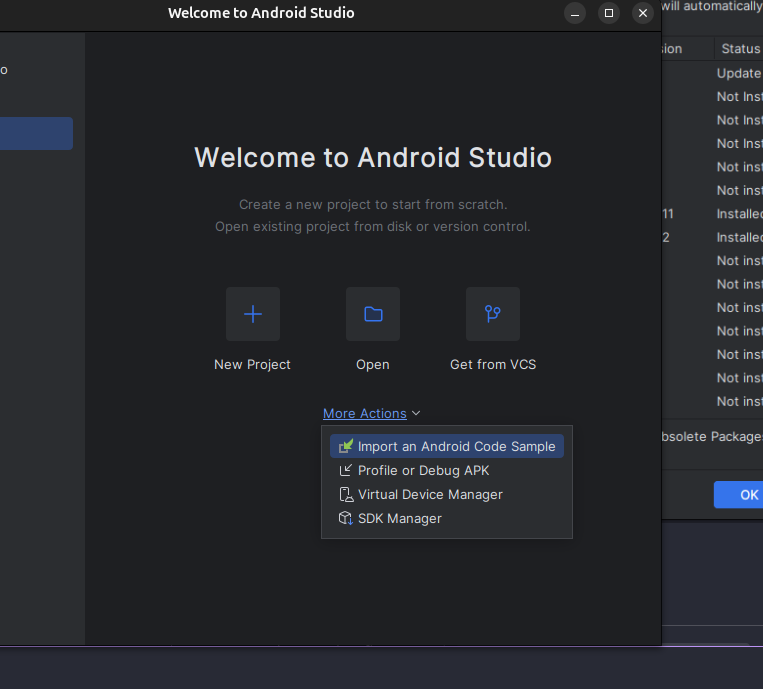 Welcome to Android Studio
will automatically
o
Welcome to Android Studio
Create a new project to start from scratch.
Open existing project from disk or version control.
New Project
Open
Get from VCS
More Actions
Import an Android Code Sample
Profile or Debug APK
Virtual Device Manager
SDK Manager
sion Status
Update
Not Inst
Not Inst
Not Inst
Not inst
Not inst
11 Installed
2 Installed
Not inst
Not inst
Not inst
Not inst
Not inst
Not inst
Not inst
bsolete Packages
OK